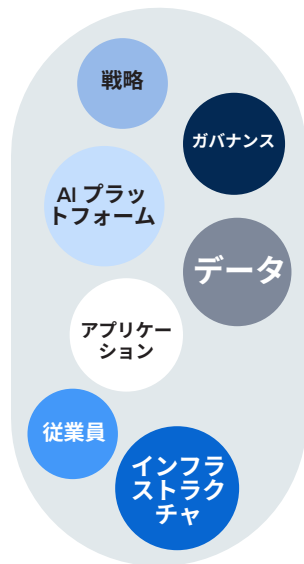 戦略
ガバナンス
AI プラッ
トフォーム
データ
アプリケー
ション
従業員
インフラ
ストラク
チャ